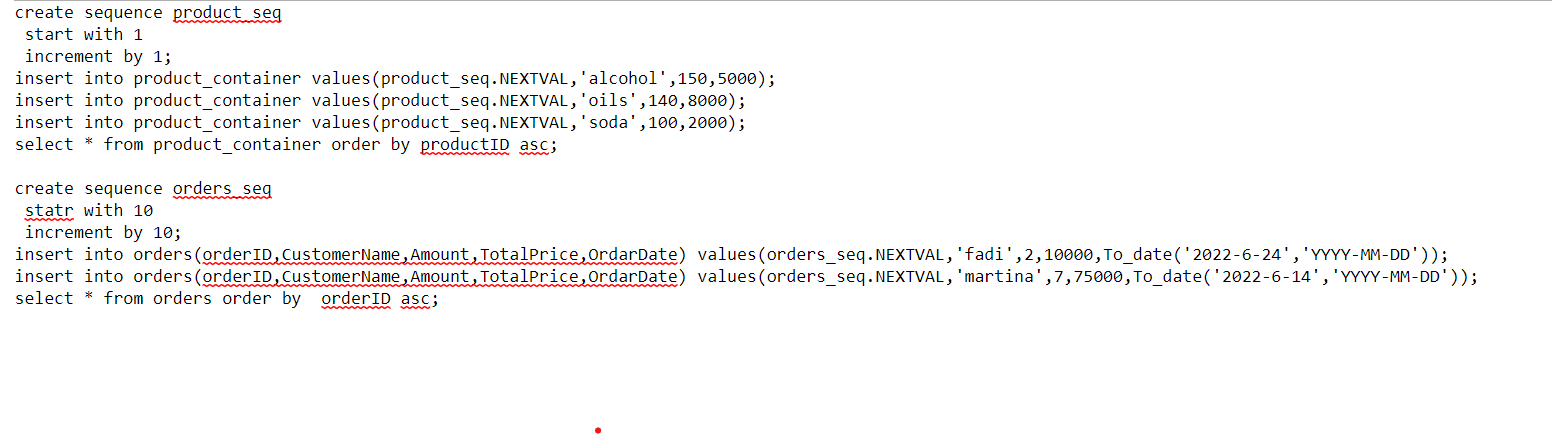 create sequence product_seq
start with 1
increment by 1;
insert into product_container values(product_seq.NEXTVAL,'alcohol',150,5000);
insert into product_container values(product_seq.NEXTVAL,'oils',140,8000);
insert into product_container values(product_seq.NEXTVAL,'soda',100,2000);
select * from product_container order by productID asc;
create sequence orders_seq
statr with 10
increment by 10;
insert into orders(orderID,CustomerName,Amount,TotalPrice,OrdarDate) values(orders_seq.NEXTVAL,'fadi',2,10000,To_date('2022-6-24','YYYY-MM-DD'));
insert into orders(orderID,CustomerName,Amount,TotalPrice,OrdarDate) values(orders_seq.NEXTVAL,'martina',7,75000,To_date('2022-6-14','YYYY-MM-DD'));
select * from orders order by  orderID asc;